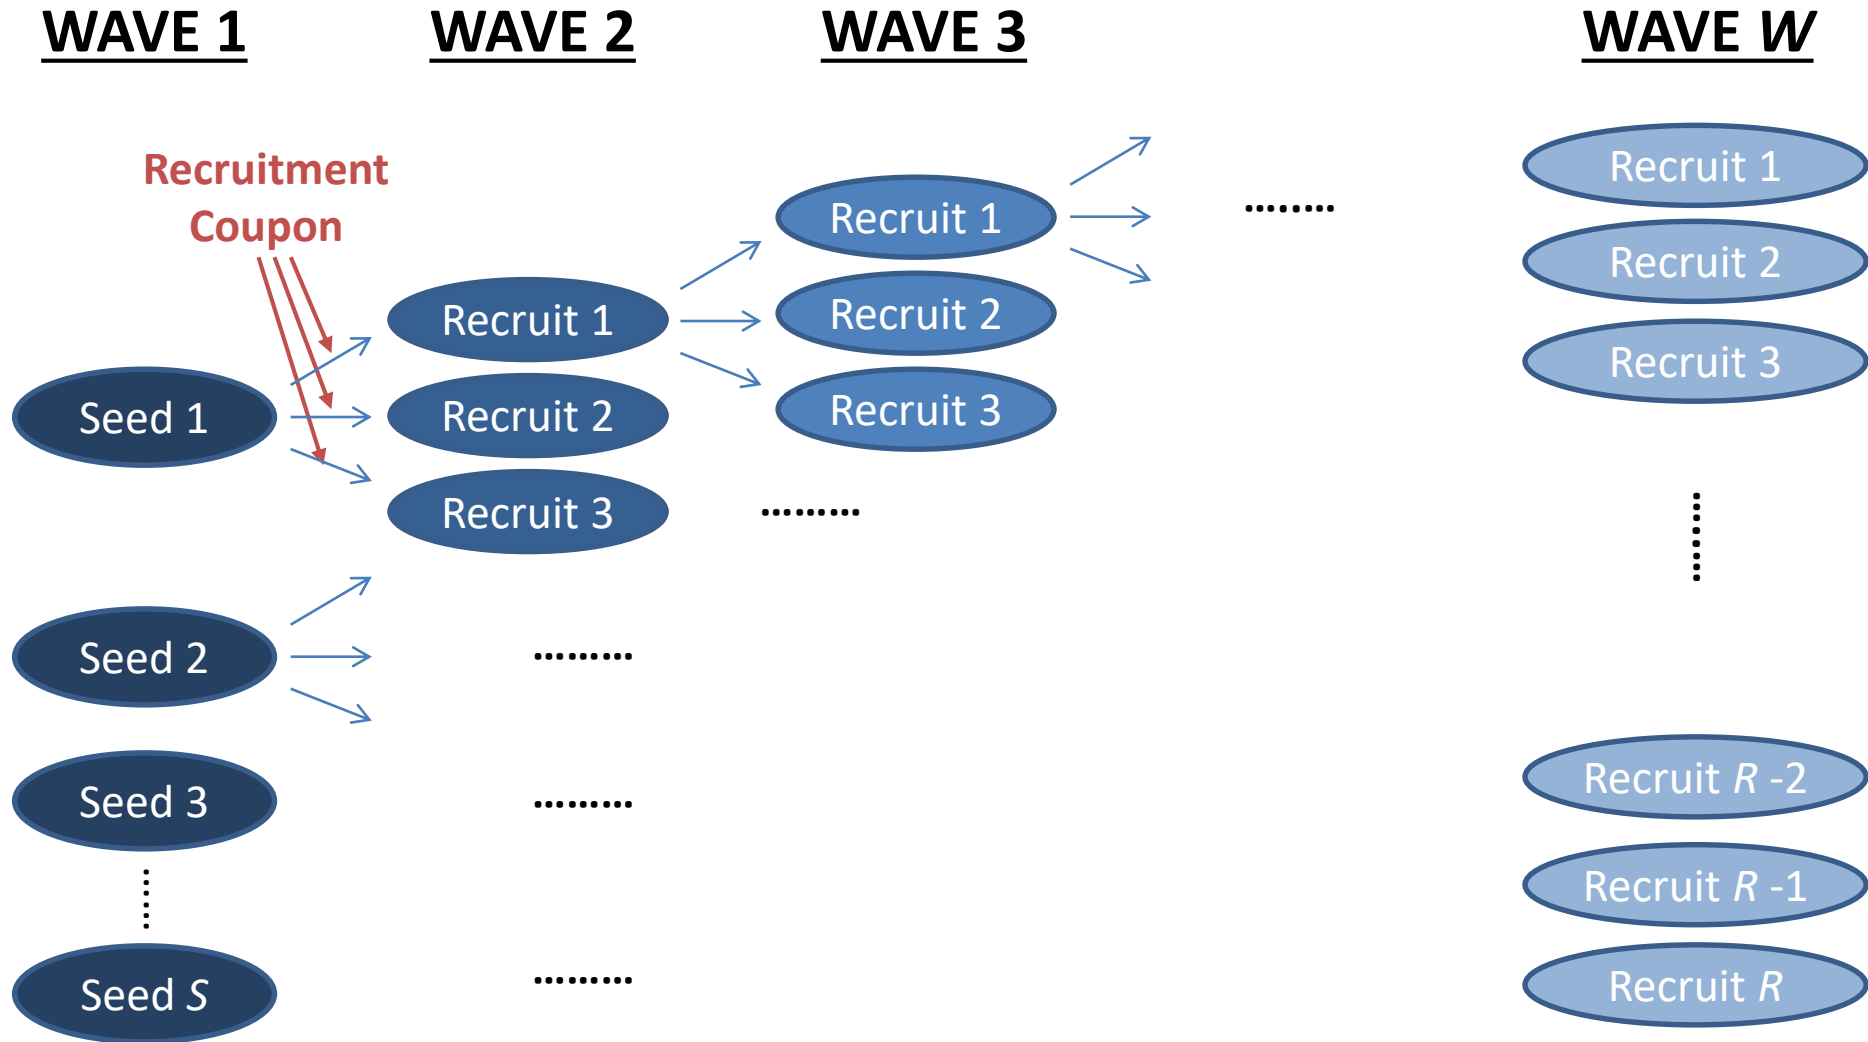 WAVE 1
WAVE 2
WAVE 3
WAVE W
Recruitment
Coupon
Seed 1
Seed 2
Seed 3
Seed S
Recruit 1
Recruit 2
Recruit 3
Recruit 1
Recruit 2
Recruit 3
Recruit 1
Recruit 2
Recruit 3
Recruit R -2
Recruit R -1
Recruit R